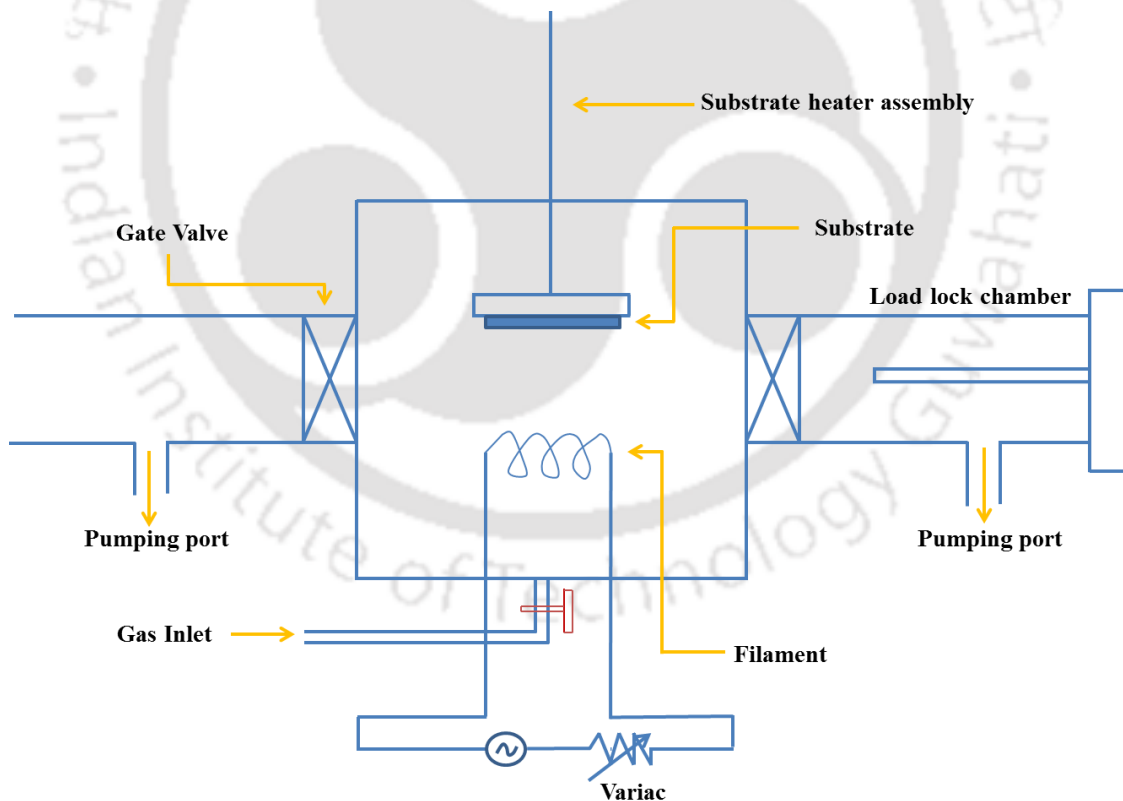 Substrate heater assembly
Gate Valve
Substrate
Load lock chamber
Pumping port
Pumping port
Gas Inlet
Filament
Variac
Indian Institute of Technology Guwahati